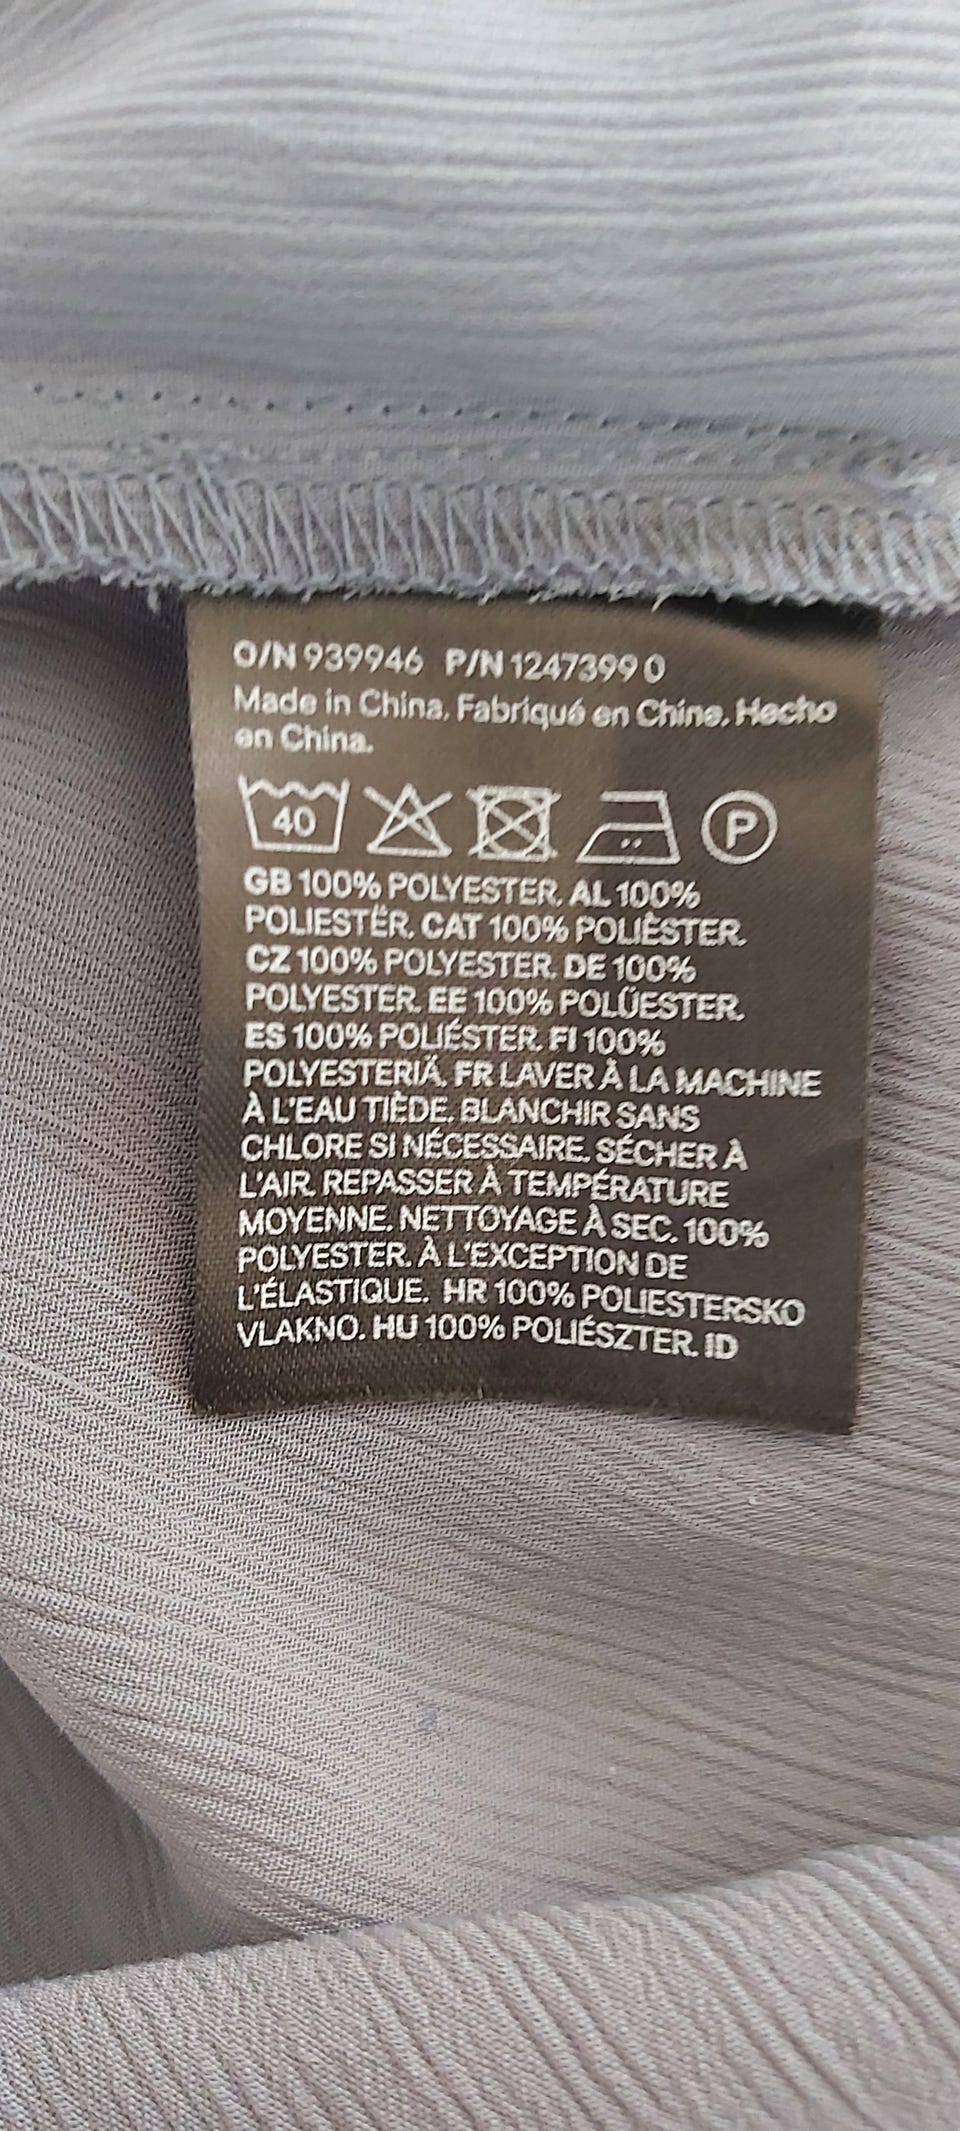 O/N 939946 P/N 1247399 0
Made in China. Fabriqué en Chine. Hecho
en China.
40 P
GB 100% POLYESTER. AL 100%
POLIESTËR. CAT 100% POLIÈSTER.
CZ 100% POLYESTER. DE 100%
POLYESTER. EE 100% POLÜESTER.
ES 100% POLIÉSTER. FI 100%
POLYESTERIÄ. FR LAVER À LA MACHINE
À L'EAU TIÈDE. BLANCHIR SANS
CHLORE SI NÉCESSAIRE. SÉCHER À
L'AIR. REPASSER À TEMPÉRATURE
MOYENNE. NETTOYAGE À SEC. 100%
POLYESTER. À L'EXCEPTION DE
L'ÉLASTIQUE. HR 100% POLIESTERSKO
VLAKNO. HU 100% POLIÉSZTER. ID